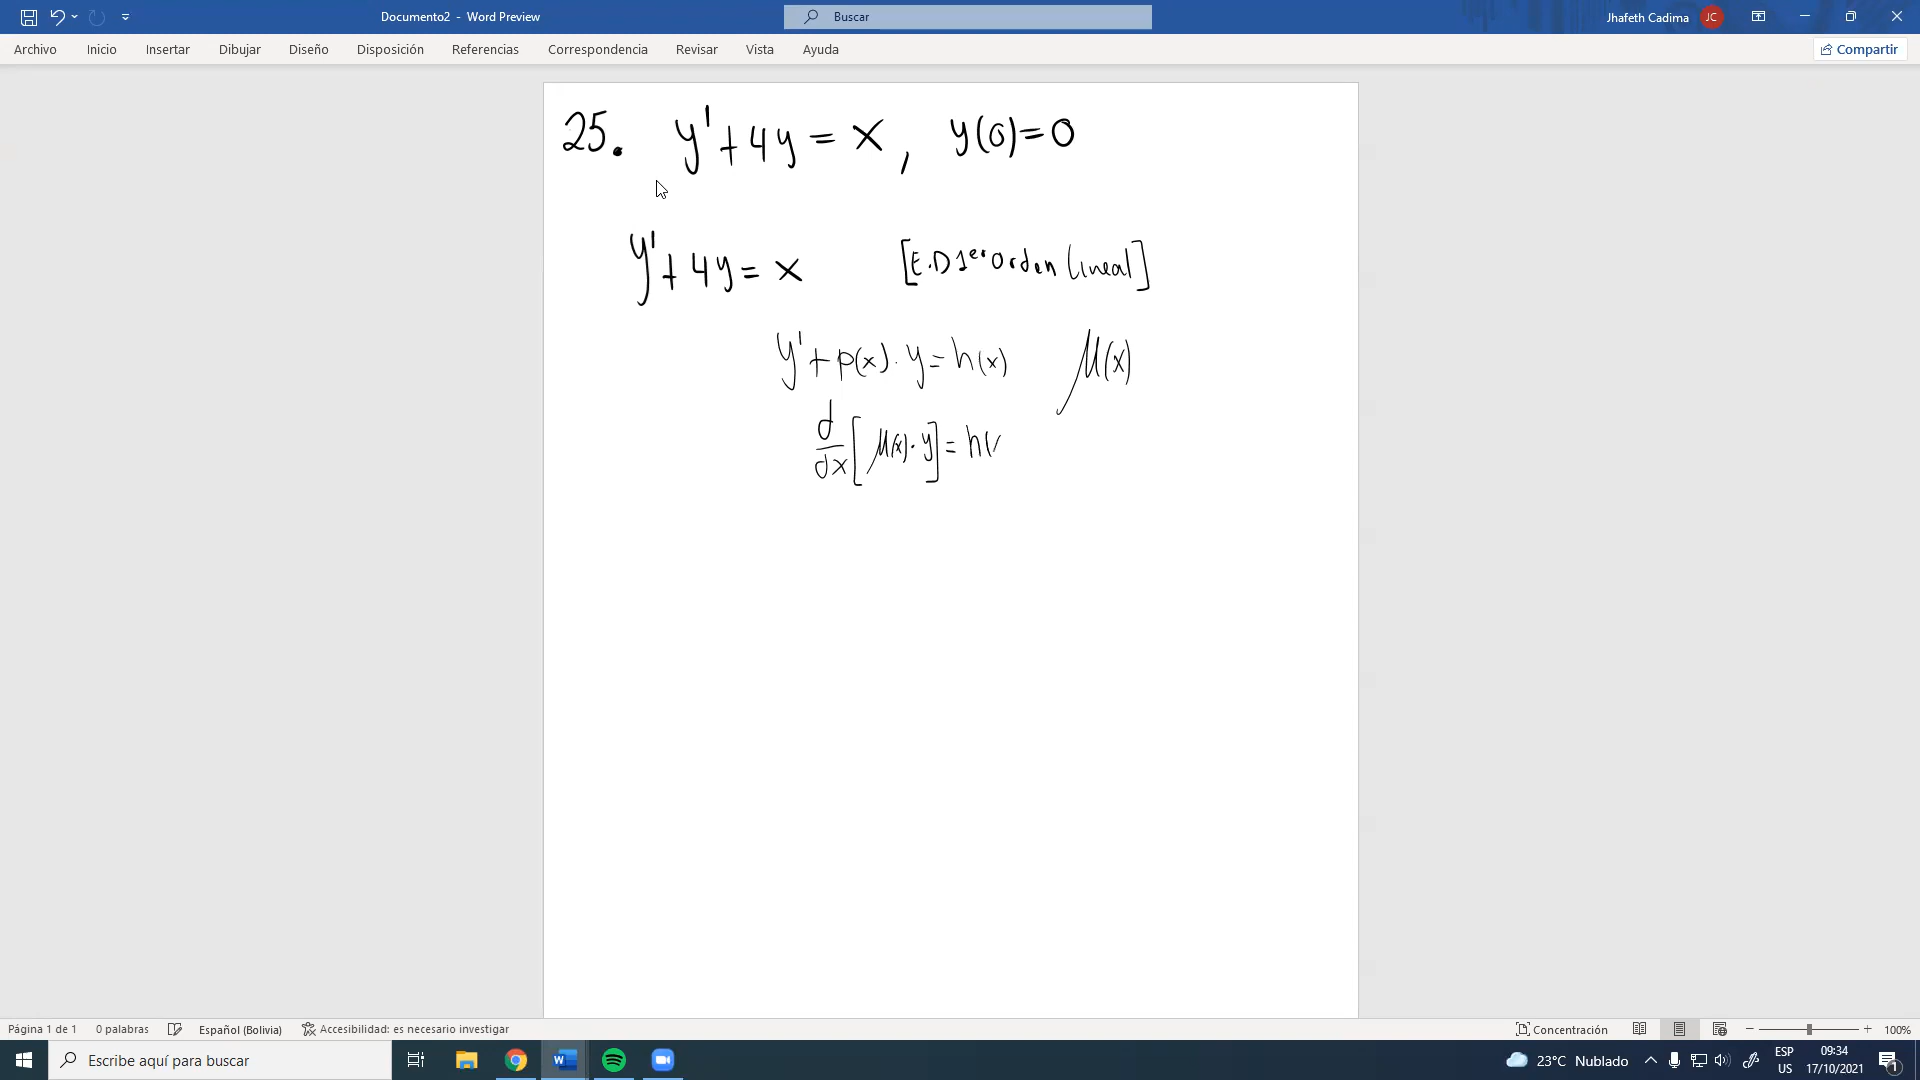 Documento2 - Word Preview
Buscar
Jhafeth Cadima
JC
Archivo Inicio Insertar Dibujar Diseño Disposición Referencias Correspondencia Revisar Vista Ayuda
Compartir
25. y'+4y=x, y(0)=0
y'+4y=x [E.D 1er Orden lineal]
y'+p(x)·y=h(x) μ(x)
d/dx[μ(x)·y]=h(
Página 1 de 1 0 palabras Español (Bolivia) Accesibilidad: es necesario investigar
Concentración
100%
Escribe aquí para buscar
23°C Nublado
ESP
US
09:34
17/10/2021
1